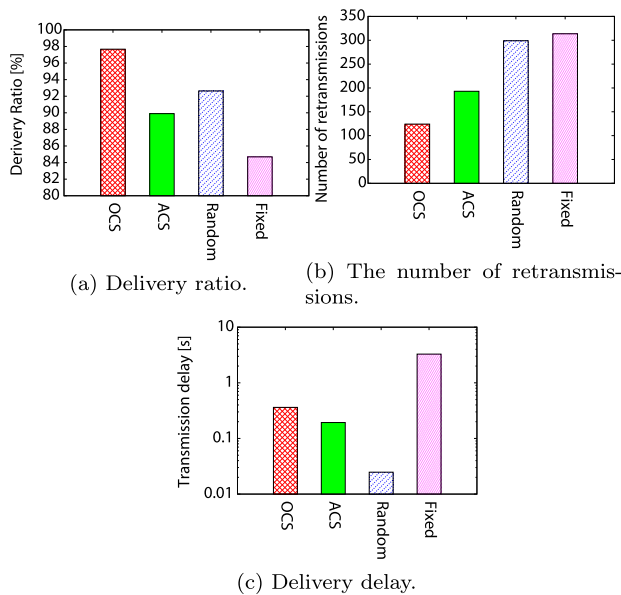 Derivery Ratio [%]
100
98
96
94
92
90
88
86
84
82
80
OCS
ACS
Random
Fixed
(a) Delivery ratio.
Number of retransmissions
350
300
250
200
150
100
50
0
OCS
ACS
Random
Fixed
(b) The number of retransmis-
sions.
Transmission delay [s]
10
1
0.1
0.01
OCS
ACS
Random
Fixed
(c) Delivery delay.